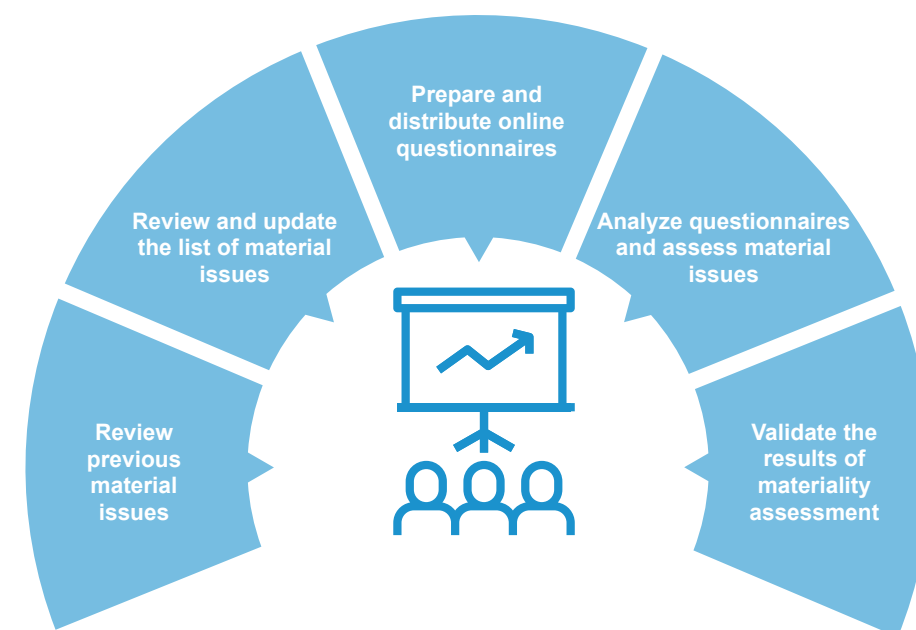 Review
previous
material
issues
Review and update
the list of material
issues
Prepare and
distribute online
questionnaires
Analyze questionnaires
and assess material
issues
Validate the
results of
materiality
assessment